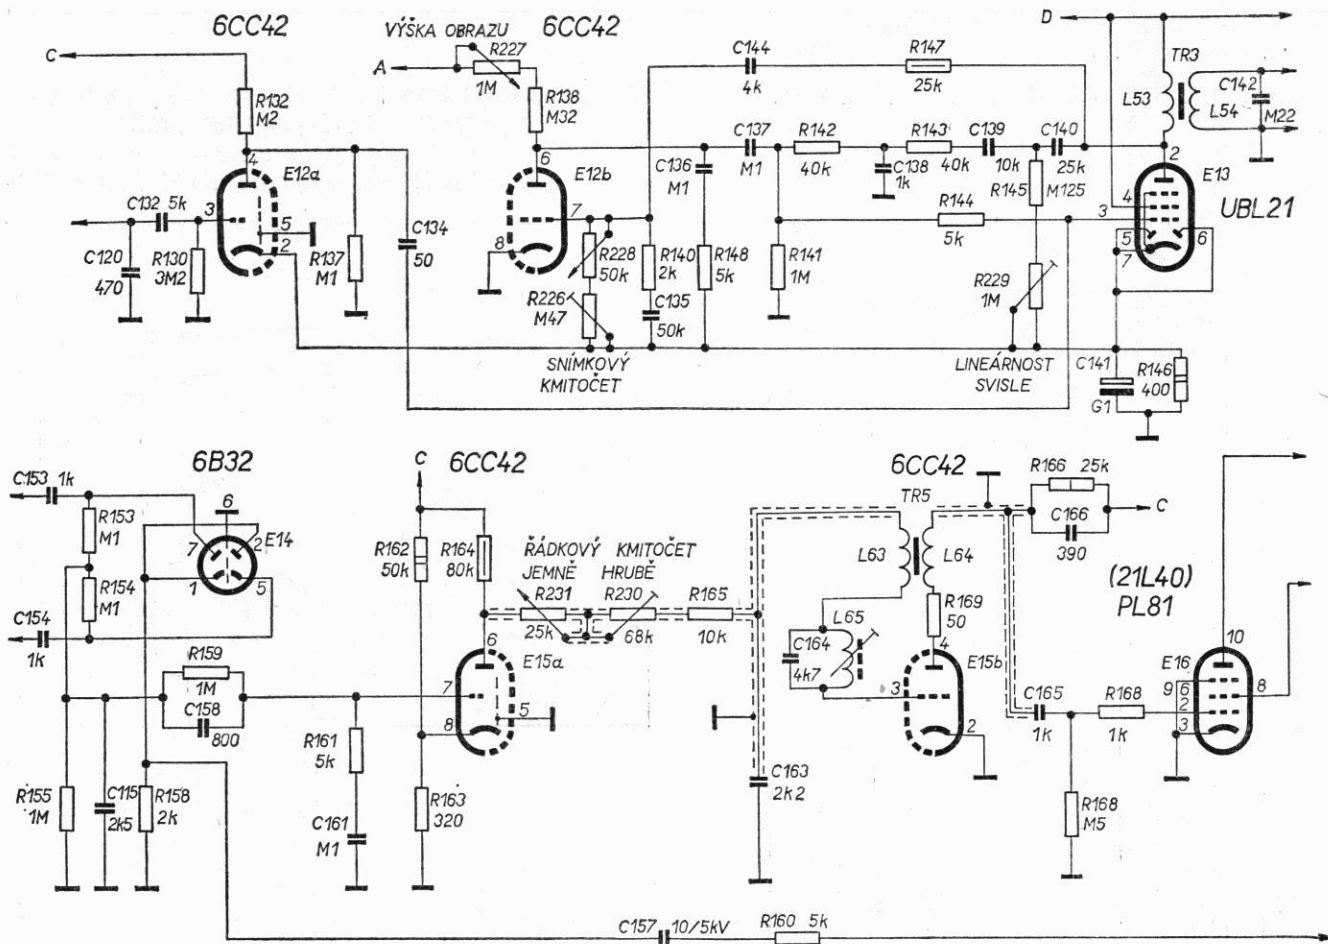 6CC42
VÝŠKA OBRAZU
6CC42
D
C
A
R227
1M
C144
4k
R147
25k
TR3
L53
L54
C142
M22
R132
M2
R138
M32
C137
M1
R142
40k
R143
40k
C139
10k
C140
25k
4
E12a
6
E12b
C136
M1
C138
1k
R145
M125
2
E13
UBL21
C132 5k
3
5
2
7
8
R144
5k
4
3
5
6
7
C120
470
R130
3M2
R137
M1
C134
50
R228
50k
R140
2k
R148
5k
R141
1M
R229
1M
R226
M47
C135
50k
SNÍMKOVÝ
KMITOČET
LINEÁRNOST
SVISLE
C141
G1
R146
400
6B32
C
6CC42
6CC42
C153 1k
R153
M1
6
7
2
E14
1
5
R154
M1
C154
1k
R162
50k
R164
80k
ŘÁDKOVÝ KMITOČET
JEMNĚ HRUBĚ
R231
25k
R230
68k
R165
10k
TR5
L63
L64
R166 25k
C166
390
C
(21L40)
PL81
L65
C164
4k7
R169
50
R159
1M
C158
800
6
E15a
7
5
8
4
E15b
3
2
10
E16
9
6
2
3
8
C165
1k
R168
1k
R161
5k
R155
1M
C115
2k5
R158
2k
C161
M1
R163
320
C163
2k2
R168
M5
C157 10/5kV
R160 5k